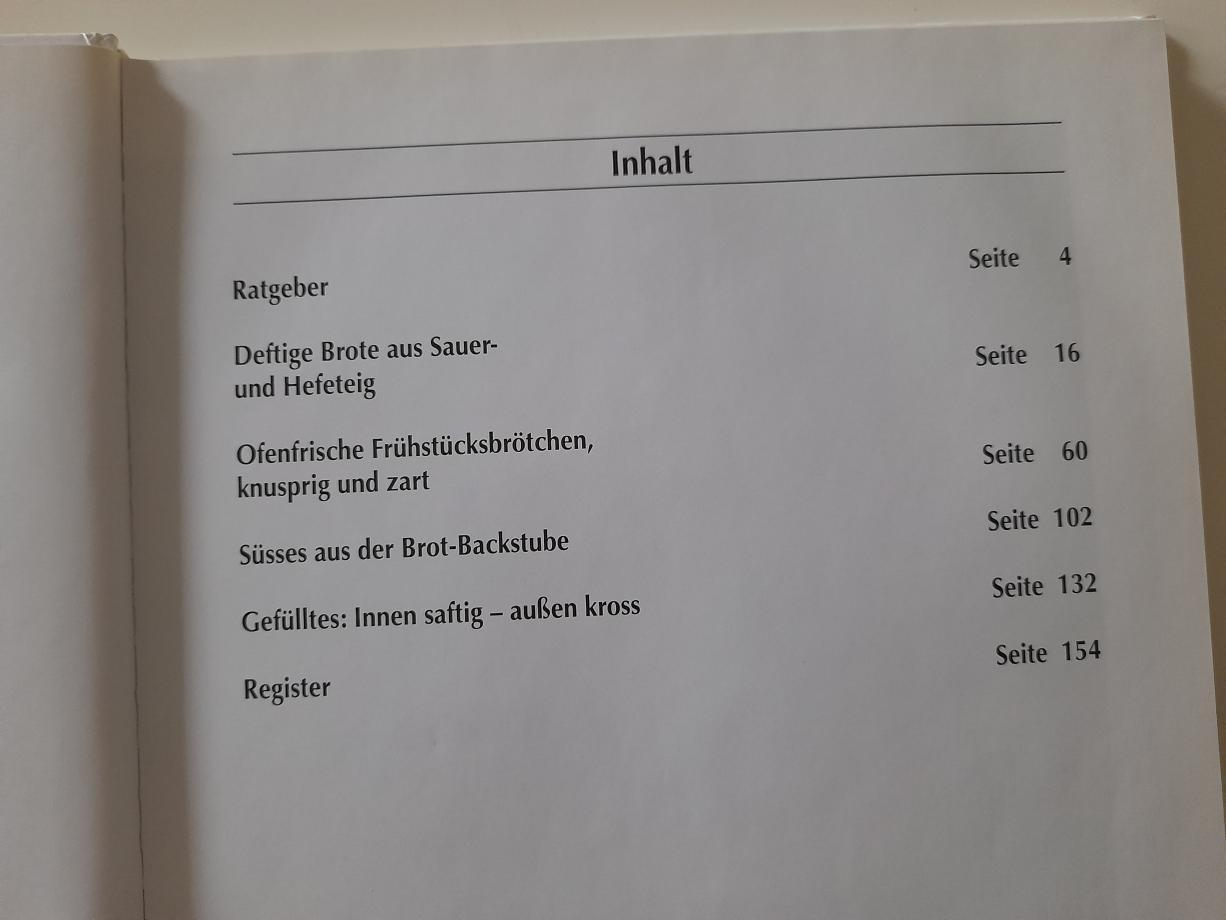 Inhalt
Ratgeber Seite 4
Deftige Brote aus Sauer-
und Hefeteig Seite 16
Ofenfrische Frühstücksbrötchen,
knusprig und zart Seite 60
Süsses aus der Brot-Backstube Seite 102
Gefülltes: Innen saftig – außen kross Seite 132
Register Seite 154